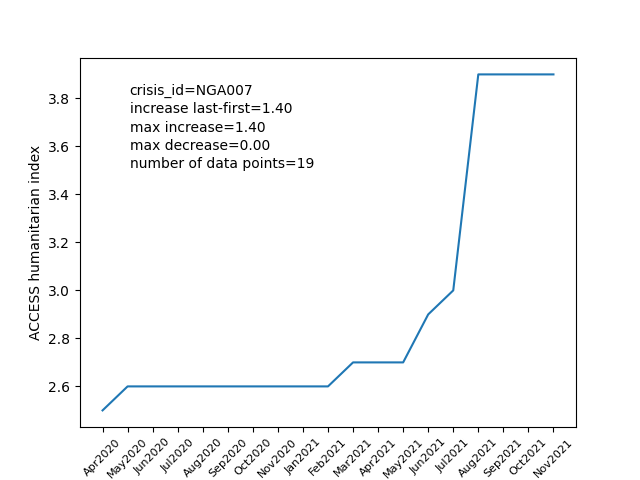 crisis_id=NGA007
increase last-first=1.40
max increase=1.40
max decrease=0.00
number of data points=19
ACCESS humanitarian index
3.8
3.6
3.4
3.2
3.0
2.8
2.6
Apr2020
May2020
Jun2020
Jul2020
Aug2020
Sep2020
Oct2020
Nov2020
Jan2021
Feb2021
Mar2021
Apr2021
May2021
Jun2021
Jul2021
Aug2021
Sep2021
Oct2021
Nov2021